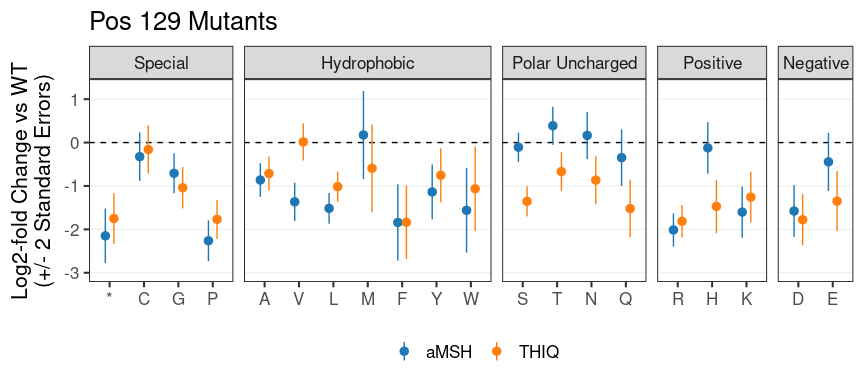 Pos 129 Mutants
Special
Hydrophobic
Polar Uncharged
Positive
Negative
Log2-fold Change vs WT
(+/- 2 Standard Errors)
1
0
-1
-2
-3
* C G P
A V L M F Y W
S T N Q
R H K
D E
aMSH THIQ